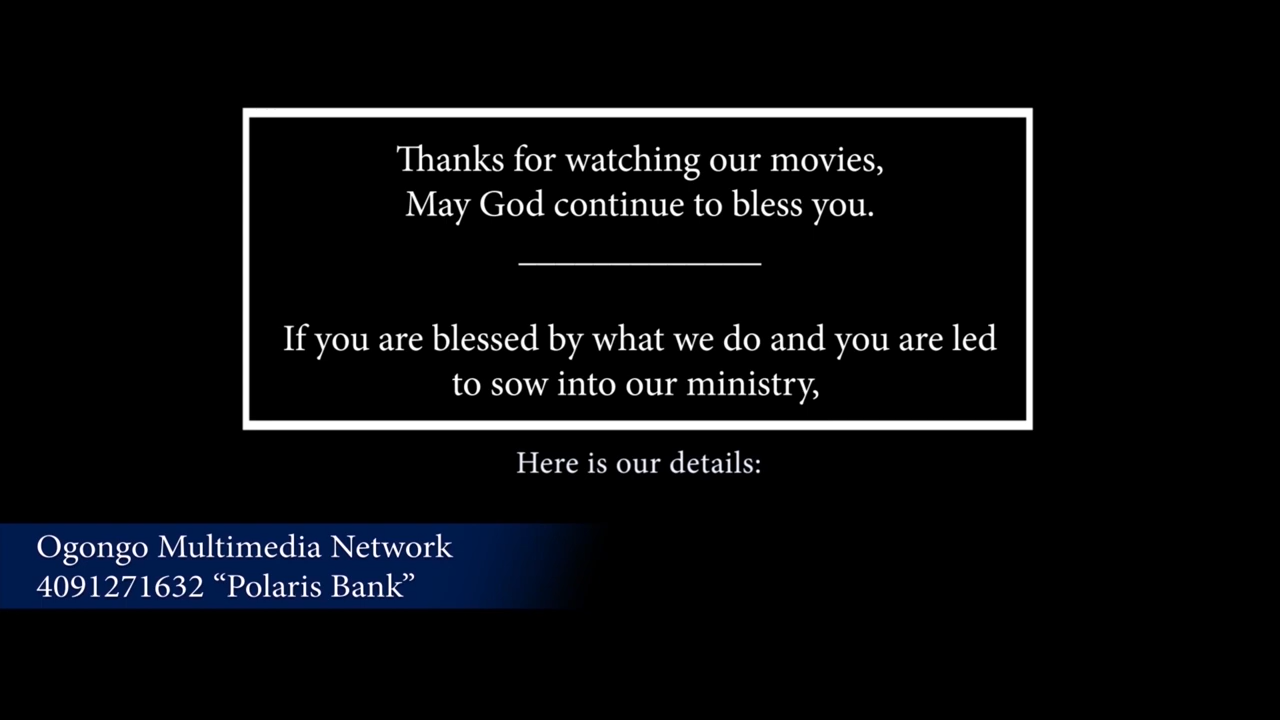 Thanks for watching our movies,
May God continue to bless you.
If you are blessed by what we do and you are led
to sow into our ministry,
Here is our details:
Ogongo Multimedia Network
4091271632 “Polaris Bank”